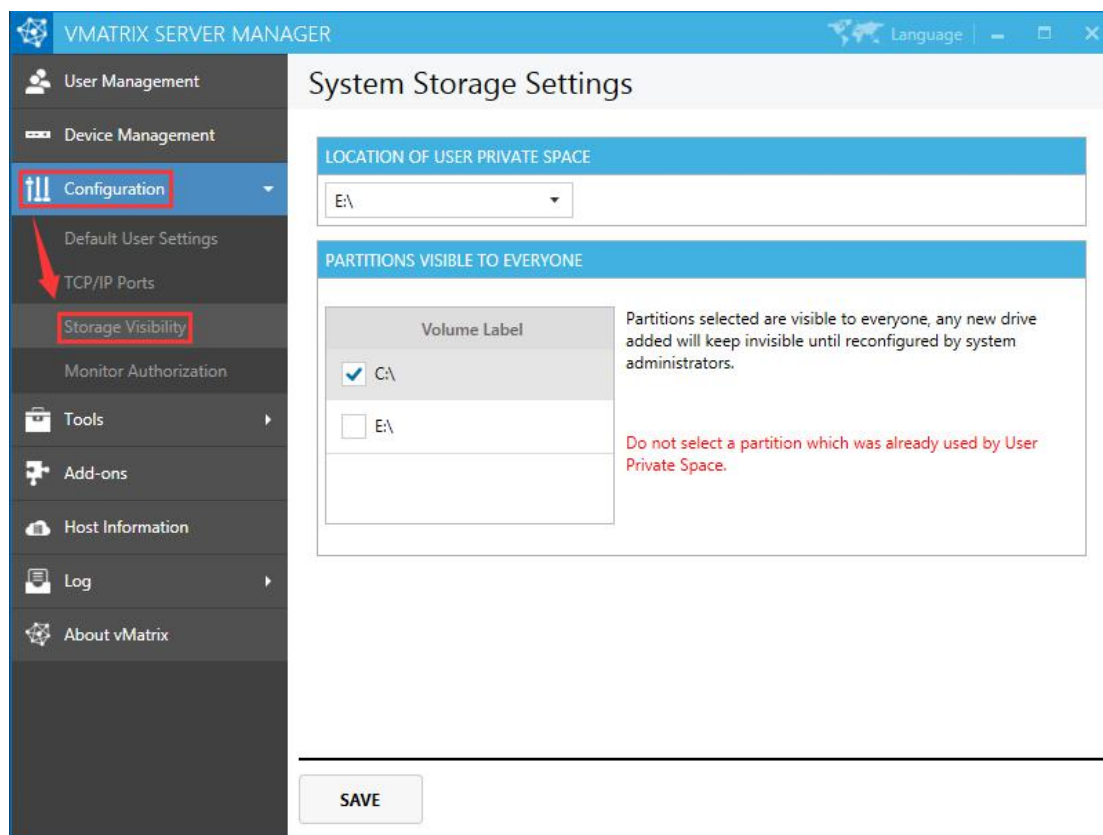 VMATRIX SERVER MANAGER
Language
User Management
Device Management
Configuration
Default User Settings
TCP/IP Ports
Storage Visibility
Monitor Authorization
Tools
Add-ons
Host Information
Log
About vMatrix
System Storage Settings
LOCATION OF USER PRIVATE SPACE
E:\
PARTITIONS VISIBLE TO EVERYONE
Volume Label
C:\
E:\
Partitions selected are visible to everyone, any new drive
added will keep invisible until reconfigured by system
administrators.
Do not select a partition which was already used by User
Private Space.
SAVE